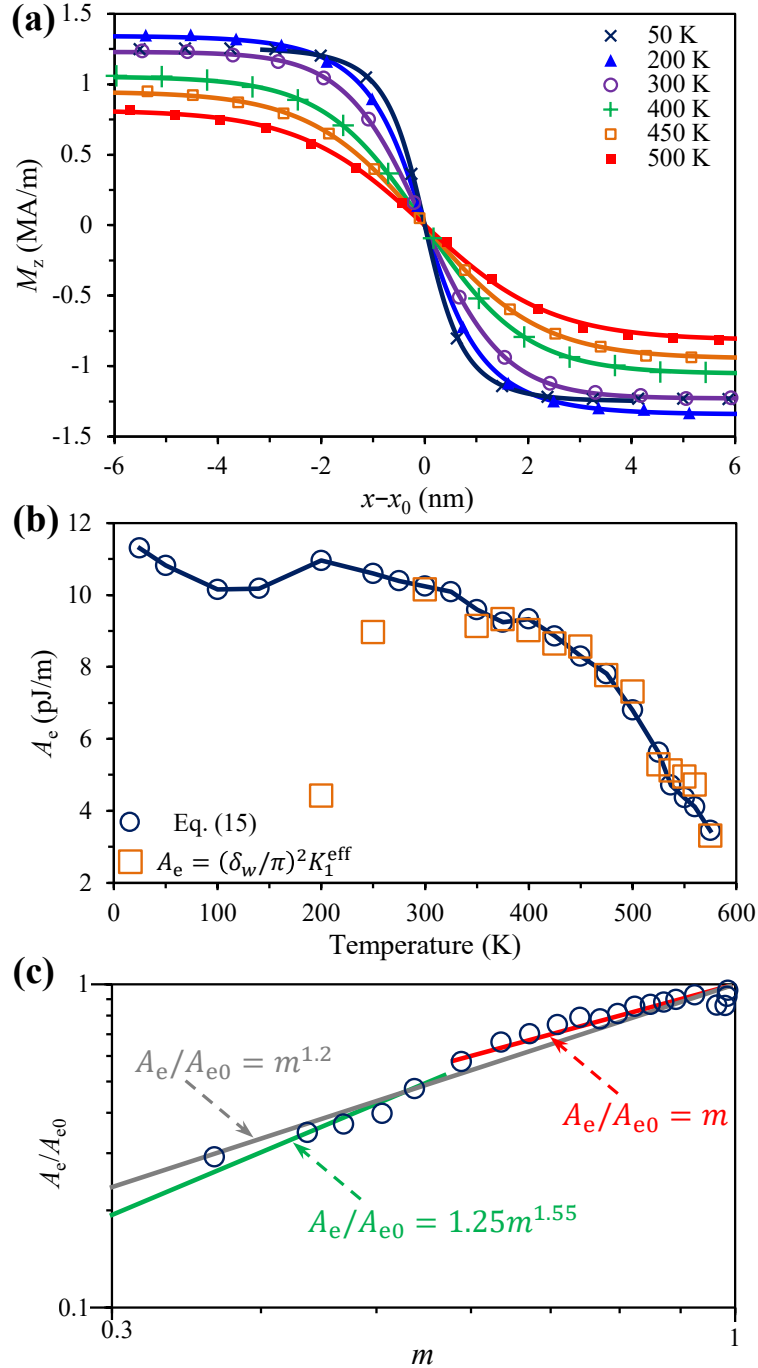 (a)
1.5
1
0.5
0
-0.5
-1
-1.5
M_z (MA/m)
50 K
200 K
300 K
400 K
450 K
500 K
-6 -4 -2 0 2 4 6
x−x_0 (nm)
(b)
12
10
8
6
4
2
A_e (pJ/m)
Eq. (15)
A_e = (δ_w/π)^2 K_1^eff
0 100 200 300 400 500 600
Temperature (K)
(c)
1
0.1
A_e/A_e0
A_e/A_e0 = m^1.2
A_e/A_e0 = m
A_e/A_e0 = 1.25m^1.55
0.3 1
m